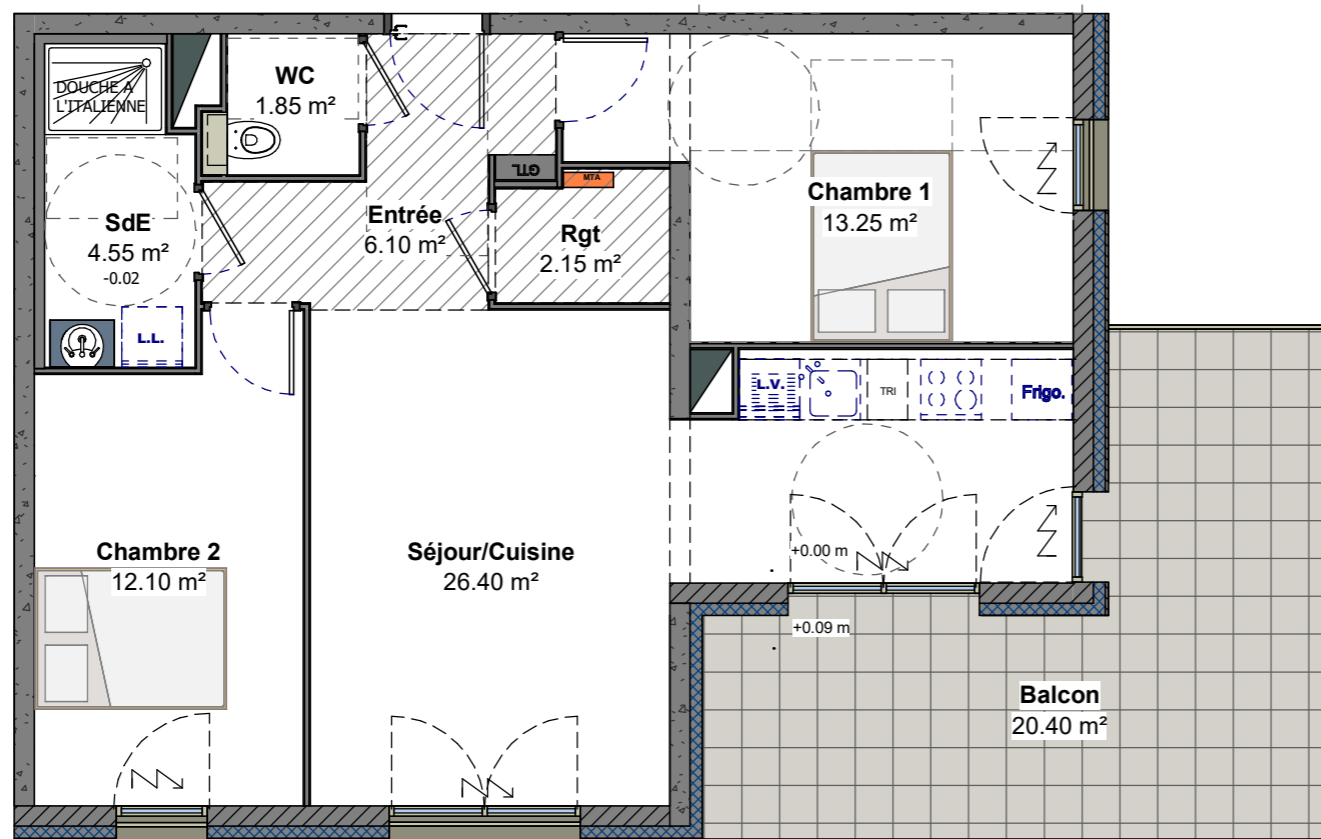 WC
1.85 m²
DOUCHE A
L'ITALIENNE
GTL
MTA
Chambre 1
13.25 m²
Entrée
6.10 m²
SdE
4.55 m²
-0.02
Rgt
2.15 m²
L.L.
L.V.
TRI
Frigo.
Chambre 2
12.10 m²
Séjour/Cuisine
26.40 m²
+0.00 m
+0.09 m
Balcon
20.40 m²